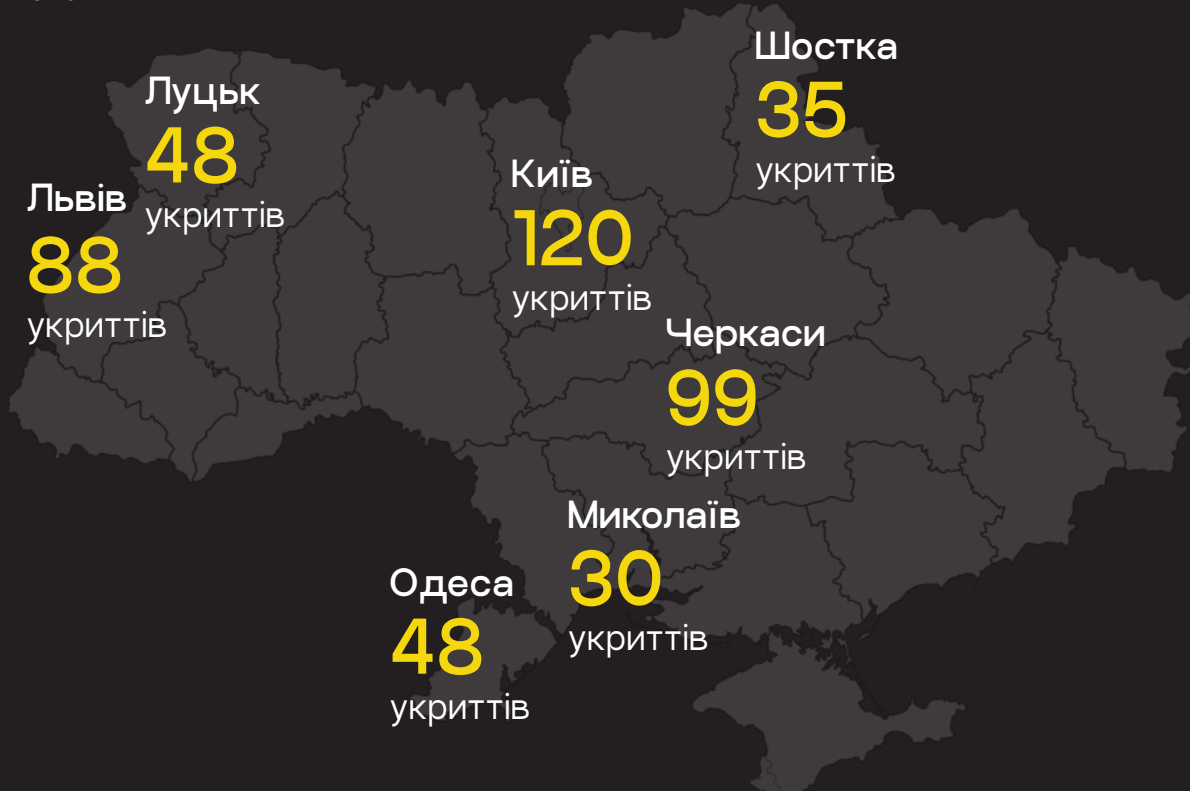 Шостка
35
укриттів
Луцьк
48
укриттів
Львів
88
укриттів
Київ
120
укриттів
Черкаси
99
укриттів
Миколаїв
30
укриттів
Одеса
48
укриттів